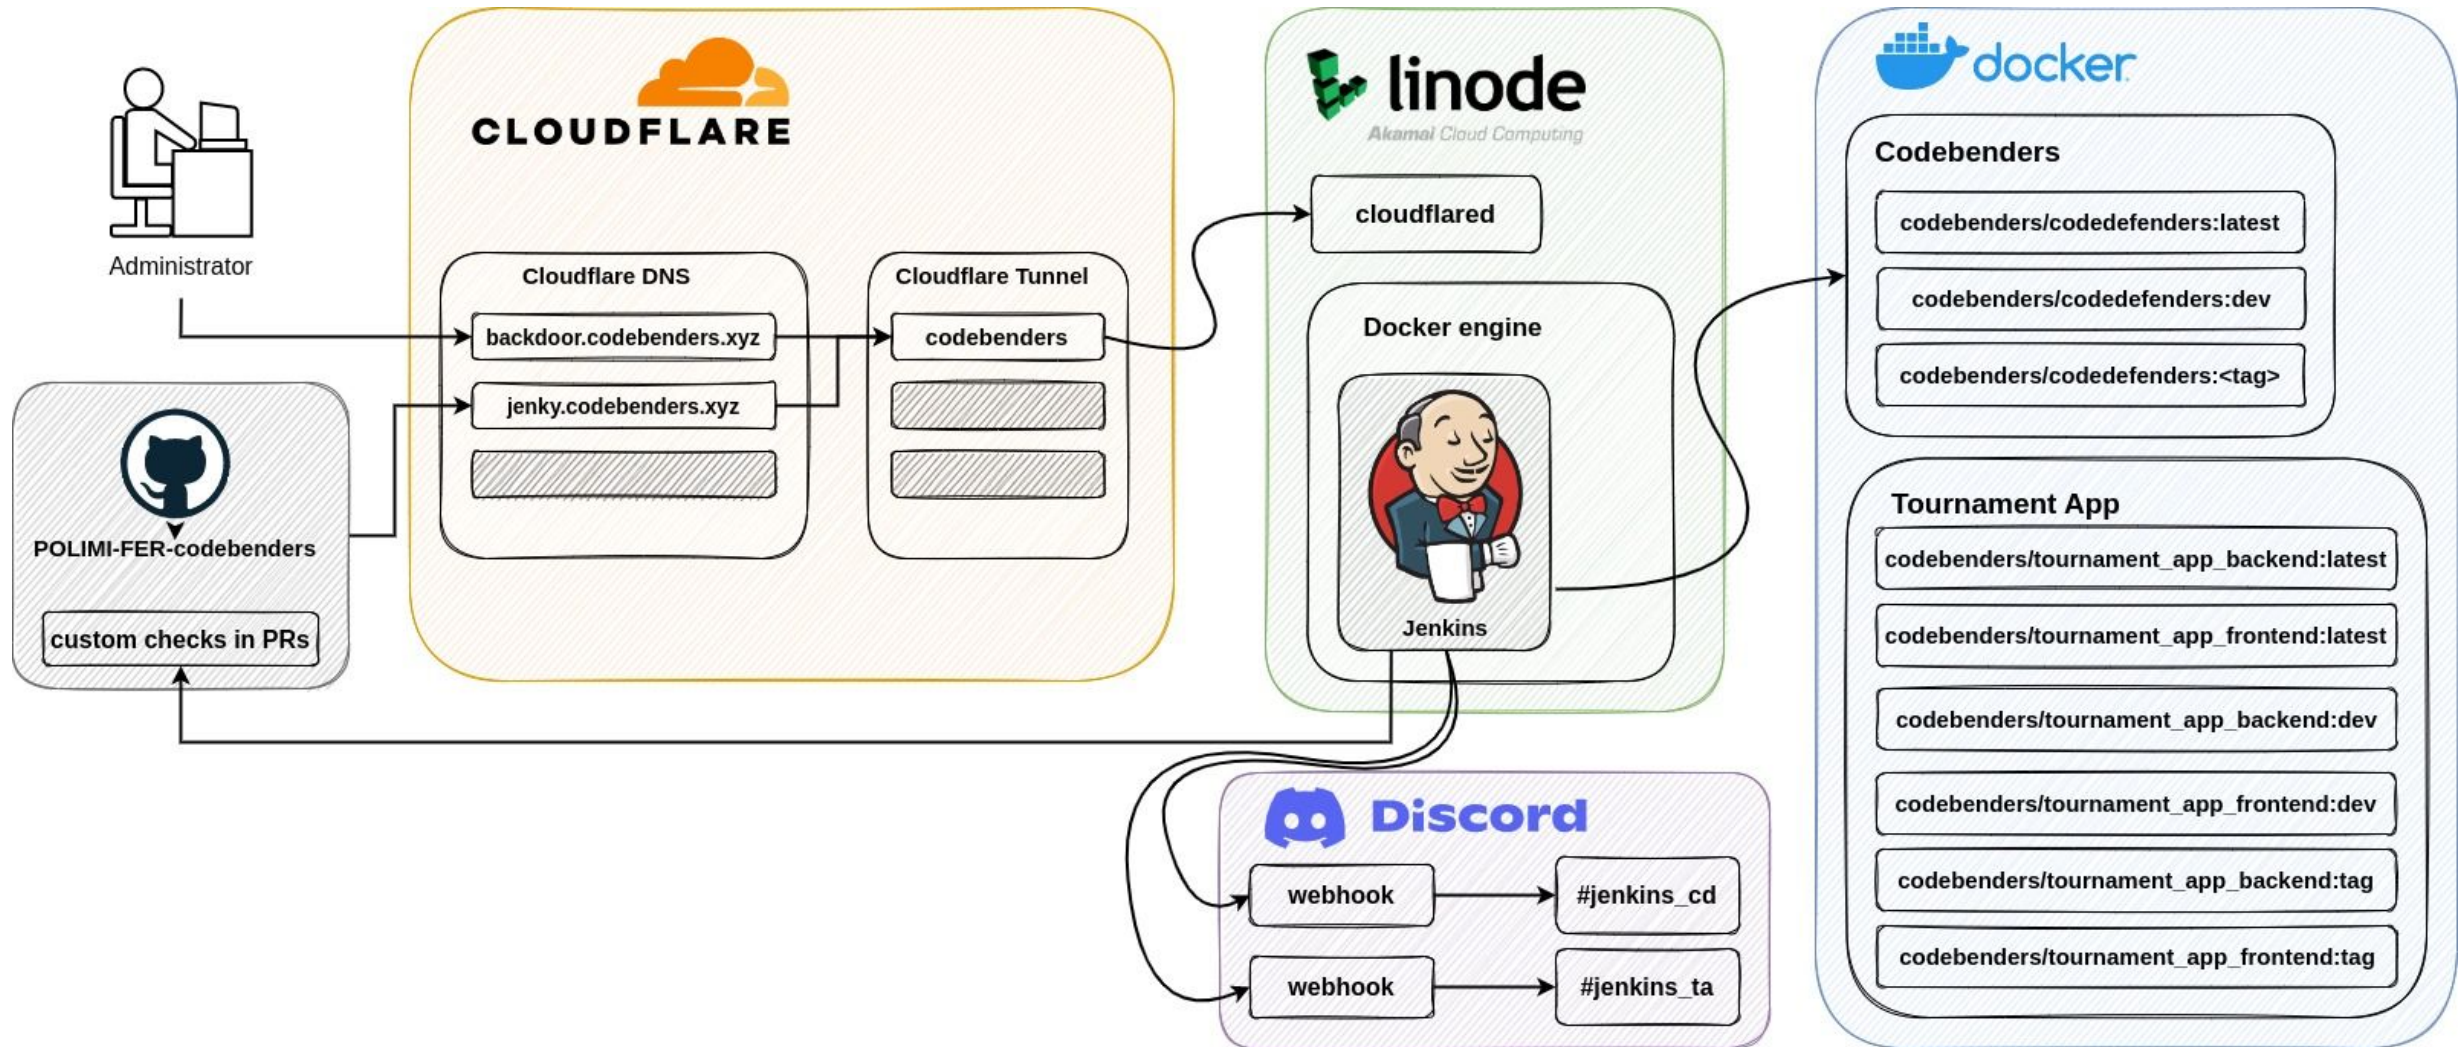 Administrator
POLIMI-FER-codebenders
custom checks in PRs
CLOUDFLARE
Cloudflare DNS
backdoor.codebenders.xyz
jenky.codebenders.xyz
Cloudflare Tunnel
codebenders
linode
Akamai Cloud Computing
cloudflared
Docker engine
Jenkins
Discord
webhook
#jenkins_cd
webhook
#jenkins_ta
docker
Codebenders
codebenders/codedefenders:latest
codebenders/codedefenders:dev
codebenders/codedefenders:<tag>
Tournament App
codebenders/tournament_app_backend:latest
codebenders/tournament_app_frontend:latest
codebenders/tournament_app_backend:dev
codebenders/tournament_app_frontend:dev
codebenders/tournament_app_backend:tag
codebenders/tournament_app_frontend:tag